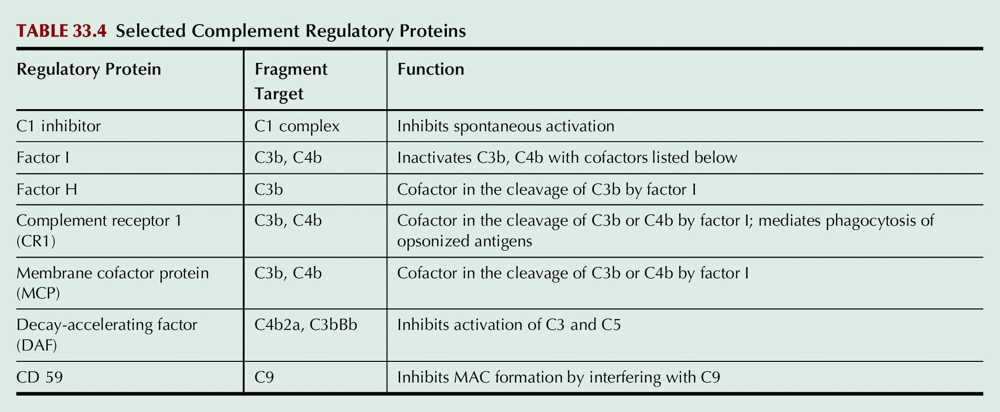 TABLE 33.4 Selected Complement Regulatory Proteins
Regulatory Protein Fragment Target Function
C1 inhibitor C1 complex Inhibits spontaneous activation
Factor I C3b, C4b Inactivates C3b, C4b with cofactors listed below
Factor H C3b Cofactor in the cleavage of C3b by factor I
Complement receptor 1 (CR1) C3b, C4b Cofactor in the cleavage of C3b or C4b by factor I; mediates phagocytosis of opsonized antigens
Membrane cofactor protein (MCP) C3b, C4b Cofactor in the cleavage of C3b or C4b by factor I
Decay-accelerating factor (DAF) C4b2a, C3bBb Inhibits activation of C3 and C5
CD 59 C9 Inhibits MAC formation by interfering with C9